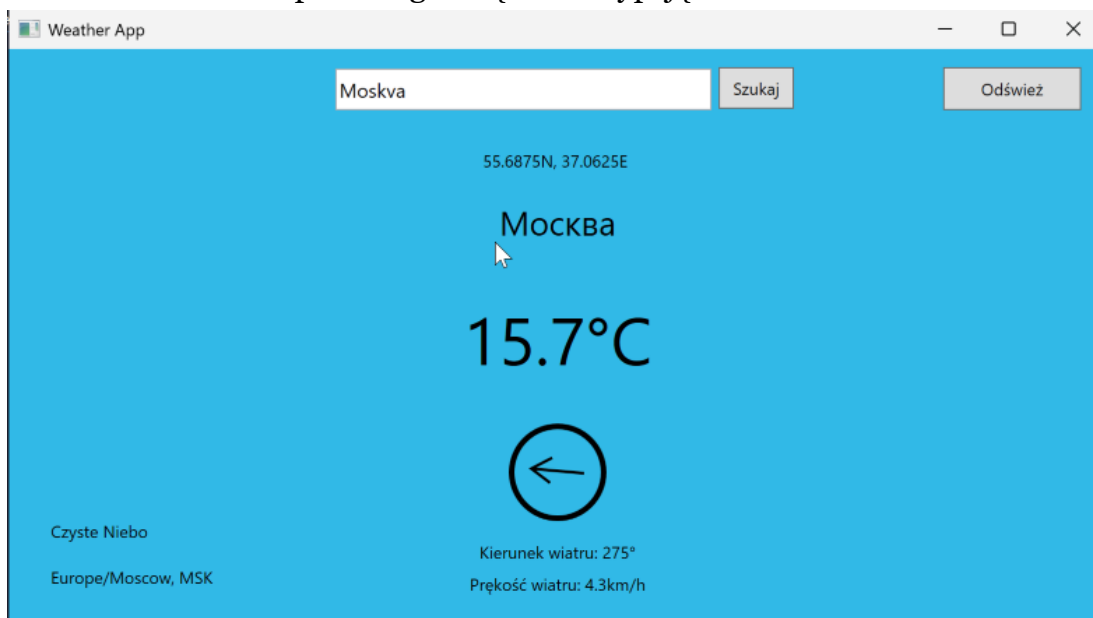 Weather App
Moskva
Szukaj
Odśwież
55.6875N, 37.0625E
Москва
15.7°C
Czyste Niebo
Kierunek wiatru: 275°
Europe/Moscow, MSK
Prękość wiatru: 4.3km/h